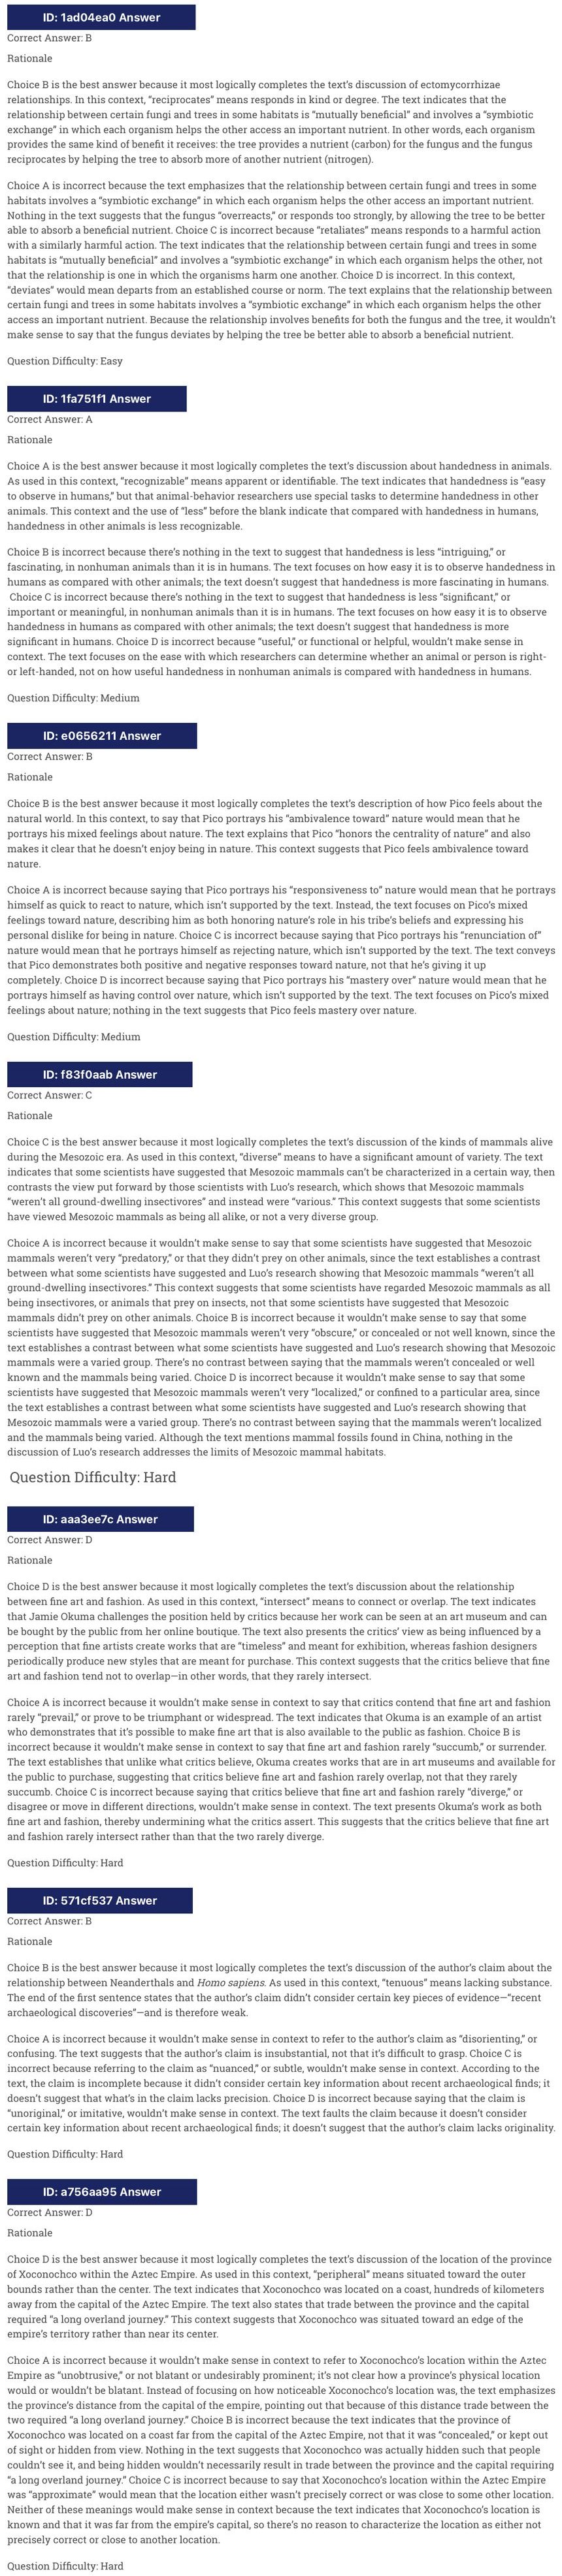 ID: 1ad04ea0 Answer
Correct Answer: B
Rationale
Choice B is the best answer because it most logically completes the text's discussion of ectomycorrhizae
relationships. In this context, “reciprocates” means responds in kind or degree. The text indicates that the
relationship between certain fungi and trees in some habitats is “mutually beneficial” and involves a “symbiotic
exchange” in which each organism helps the other access an important nutrient. In other words, each organism
provides the same kind of benefit it receives: the tree provides a nutrient (carbon) for the fungus and the fungus
reciprocates by helping the tree to absorb more of another nutrient (nitrogen).
Choice A is incorrect because the text emphasizes that the relationship between certain fungi and trees in some
habitats involves a “symbiotic exchange” in which each organism helps the other access an important nutrient.
Nothing in the text suggests that the fungus “overreacts,” or responds too strongly, by allowing the tree to be better
able to absorb a beneficial nutrient. Choice C is incorrect because “retaliates” means responds to a harmful action
with a similarly harmful action. The text indicates that the relationship between certain fungi and trees in some
habitats is “mutually beneficial” and involves a “symbiotic exchange” in which each organism helps the other, not
that the relationship is one in which the organisms harm one another. Choice D is incorrect. In this context,
“deviates” would mean departs from an established course or norm. The text explains that the relationship between
certain fungi and trees in some habitats involves a “symbiotic exchange” in which each organism helps the other
access an important nutrient. Because the relationship involves benefits for both the fungus and the tree, it wouldn't
make sense to say that the fungus deviates by helping the tree be better able to absorb a beneficial nutrient.
Question Difficulty: Easy
ID: 1fa751f1 Answer
Correct Answer: A
Rationale
Choice A is the best answer because it most logically completes the text's discussion about handedness in animals.
As used in this context, “recognizable” means apparent or identifiable. The text indicates that handedness is “easy
to observe in humans,” but that animal-behavior researchers use special tasks to determine handedness in other
animals. This context and the use of “less” before the blank indicate that compared with handedness in humans,
handedness in other animals is less recognizable.
Choice B is incorrect because there's nothing in the text to suggest that handedness is less “intriguing,” or
fascinating, in nonhuman animals than it is in humans. The text focuses on how easy it is to observe handedness in
humans as compared with other animals; the text doesn't suggest that handedness is more fascinating in humans.
Choice C is incorrect because there's nothing in the text to suggest that handedness is less “significant,” or
important or meaningful, in nonhuman animals than it is in humans. The text focuses on how easy it is to observe
handedness in humans as compared with other animals; the text doesn't suggest that handedness is more
significant in humans. Choice D is incorrect because “useful,” or functional or helpful, wouldn't make sense in
context. The text focuses on the ease with which researchers can determine whether an animal or person is right-
or left-handed, not on how useful handedness in nonhuman animals is compared with handedness in humans.
Question Difficulty: Medium
ID: e0656211 Answer
Correct Answer: B
Rationale
Choice B is the best answer because it most logically completes the text's description of how Pico feels about the
natural world. In this context, to say that Pico portrays his “ambivalence toward” nature would mean that he
portrays his mixed feelings about nature. The text explains that Pico “honors the centrality of nature” and also
makes it clear that he doesn't enjoy being in nature. This context suggests that Pico feels ambivalence toward
nature.
Choice A is incorrect because saying that Pico portrays his “responsiveness to” nature would mean that he portrays
himself as quick to react to nature, which isn't supported by the text. Instead, the text focuses on Pico's mixed
feelings toward nature, describing him as both honoring nature's role in his tribe's beliefs and expressing his
personal dislike for being in nature. Choice C is incorrect because saying that Pico portrays his “renunciation of”
nature would mean that he portrays himself as rejecting nature, which isn't supported by the text. The text conveys
that Pico demonstrates both positive and negative responses toward nature, not that he's giving it up
completely. Choice D is incorrect because saying that Pico portrays his “mastery over” nature would mean that he
portrays himself as having control over nature, which isn't supported by the text. The text focuses on Pico's mixed
feelings about nature; nothing in the text suggests that Pico feels mastery over nature.
Question Difficulty: Medium
ID: f83f0aab Answer
Correct Answer: C
Rationale
Choice C is the best answer because it most logically completes the text's discussion of the kinds of mammals alive
during the Mesozoic era. As used in this context, “diverse” means to have a significant amount of variety. The text
indicates that some scientists have suggested that Mesozoic mammals can't be characterized in a certain way, then
contrasts the view put forward by those scientists with Luo's research, which shows that Mesozoic mammals
“weren't all ground-dwelling insectivores” and instead were “various.” This context suggests that some scientists
have viewed Mesozoic mammals as being all alike, or not a very diverse group.
Choice A is incorrect because it wouldn't make sense to say that some scientists have suggested that Mesozoic
mammals weren't very “predatory,” or that they didn't prey on other animals, since the text establishes a contrast
between what some scientists have suggested and Luo's research showing that Mesozoic mammals “weren't all
ground-dwelling insectivores.” This context suggests that some scientists have regarded Mesozoic mammals as all
being insectivores, or animals that prey on insects, not that some scientists have suggested that Mesozoic
mammals didn't prey on other animals. Choice B is incorrect because it wouldn't make sense to say that some
scientists have suggested that Mesozoic mammals weren't very “obscure,” or concealed or not well known, since the
text establishes a contrast between what some scientists have suggested and Luo's research showing that Mesozoic
mammals were a varied group. There's no contrast between saying that the mammals weren't concealed or well
known and the mammals being varied. Choice D is incorrect because it wouldn't make sense to say that some
scientists have suggested that Mesozoic mammals weren't very “localized,” or confined to a particular area, since
the text establishes a contrast between what some scientists have suggested and Luo's research showing that
Mesozoic mammals were a varied group. There's no contrast between saying that the mammals weren't localized
and the mammals being varied. Although the text mentions mammal fossils found in China, nothing in the
discussion of Luo's research addresses the limits of Mesozoic mammal habitats.
Question Difficulty: Hard
ID: aaa3ee7c Answer
Correct Answer: D
Rationale
Choice D is the best answer because it most logically completes the text's discussion about the relationship
between fine art and fashion. As used in this context, “intersect” means to connect or overlap. The text indicates
that Jamie Okuma challenges the position held by critics because her work can be seen at an art museum and can
be bought by the public from her online boutique. The text also presents the critics' view as being influenced by a
perception that fine artists create works that are “timeless” and meant for exhibition, whereas fashion designers
periodically produce new styles that are meant for purchase. This context suggests that the critics believe that fine
art and fashion tend not to overlap—in other words, that they rarely intersect.
Choice A is incorrect because it wouldn't make sense in context to say that critics contend that fine art and fashion
rarely “prevail,” or prove to be triumphant or widespread. The text indicates that Okuma is an example of an artist
who demonstrates that it's possible to make fine art that is also available to the public as fashion. Choice B is
incorrect because it wouldn't make sense in context to say that fine art and fashion rarely “succumb,” or surrender.
The text establishes that unlike what critics believe, Okuma creates works that are in art museums and available for
the public to purchase, suggesting that critics believe fine art and fashion rarely overlap, not that they rarely
succumb. Choice C is incorrect because saying that critics believe that fine art and fashion rarely “diverge,” or
disagree or move in different directions, wouldn't make sense in context. The text presents Okuma's work as both
fine art and fashion, thereby undermining what the critics assert. This suggests that the critics believe that fine art
and fashion rarely intersect rather than that the two rarely diverge.
Question Difficulty: Hard
ID: 571cf537 Answer
Correct Answer: B
Rationale
Choice B is the best answer because it most logically completes the text's discussion of the author's claim about the
relationship between Neanderthals and Homo sapiens. As used in this context, “tenuous” means lacking substance.
The end of the first sentence states that the author's claim didn't consider certain key pieces of evidence—“recent
archaeological discoveries”—and is therefore weak.
Choice A is incorrect because it wouldn't make sense in context to refer to the author's claim as “disorienting,” or
confusing. The text suggests that the author's claim is insubstantial, not that it's difficult to grasp. Choice C is
incorrect because referring to the claim as “nuanced,” or subtle, wouldn't make sense in context. According to the
text, the claim is incomplete because it didn't consider certain key information about recent archaeological finds; it
doesn't suggest that what's in the claim lacks precision. Choice D is incorrect because saying that the claim is
“unoriginal,” or imitative, wouldn't make sense in context. The text faults the claim because it doesn't consider
certain key information about recent archaeological finds; it doesn't suggest that the author's claim lacks originality.
Question Difficulty: Hard
ID: a756aa95 Answer
Correct Answer: D
Rationale
Choice D is the best answer because it most logically completes the text's discussion of the location of the province
of Xoconochco within the Aztec Empire. As used in this context, “peripheral” means situated toward the outer
bounds rather than the center. The text indicates that Xoconochco was located on a coast, hundreds of kilometers
away from the capital of the Aztec Empire. The text also states that trade between the province and the capital
required “a long overland journey.” This context suggests that Xoconochco was situated toward an edge of the
empire's territory rather than near its center.
Choice A is incorrect because it wouldn't make sense in context to refer to Xoconochco's location within the Aztec
Empire as “unobtrusive,” or not blatant or undesirably prominent; it's not clear how a province's physical location
would or wouldn't be blatant. Instead of focusing on how noticeable Xoconochco's location was, the text emphasizes
the province's distance from the capital of the empire, pointing out that because of this distance trade between the
two required “a long overland journey.” Choice B is incorrect because the text indicates that the province of
Xoconochco was located on a coast far from the capital of the Aztec Empire, not that it was “concealed,” or kept out
of sight or hidden from view. Nothing in the text suggests that Xoconochco was actually hidden such that people
couldn't see it, and being hidden wouldn't necessarily result in trade between the province and the capital requiring
“a long overland journey.” Choice C is incorrect because to say that Xoconochco's location within the Aztec Empire
was “approximate” would mean that the location either wasn't precisely correct or was close to some other location.
Neither of these meanings would make sense in context because the text indicates that Xoconochco's location is
known and that it was far from the empire's capital, so there's no reason to characterize the location as either not
precisely correct or close to another location.
Question Difficulty: Hard